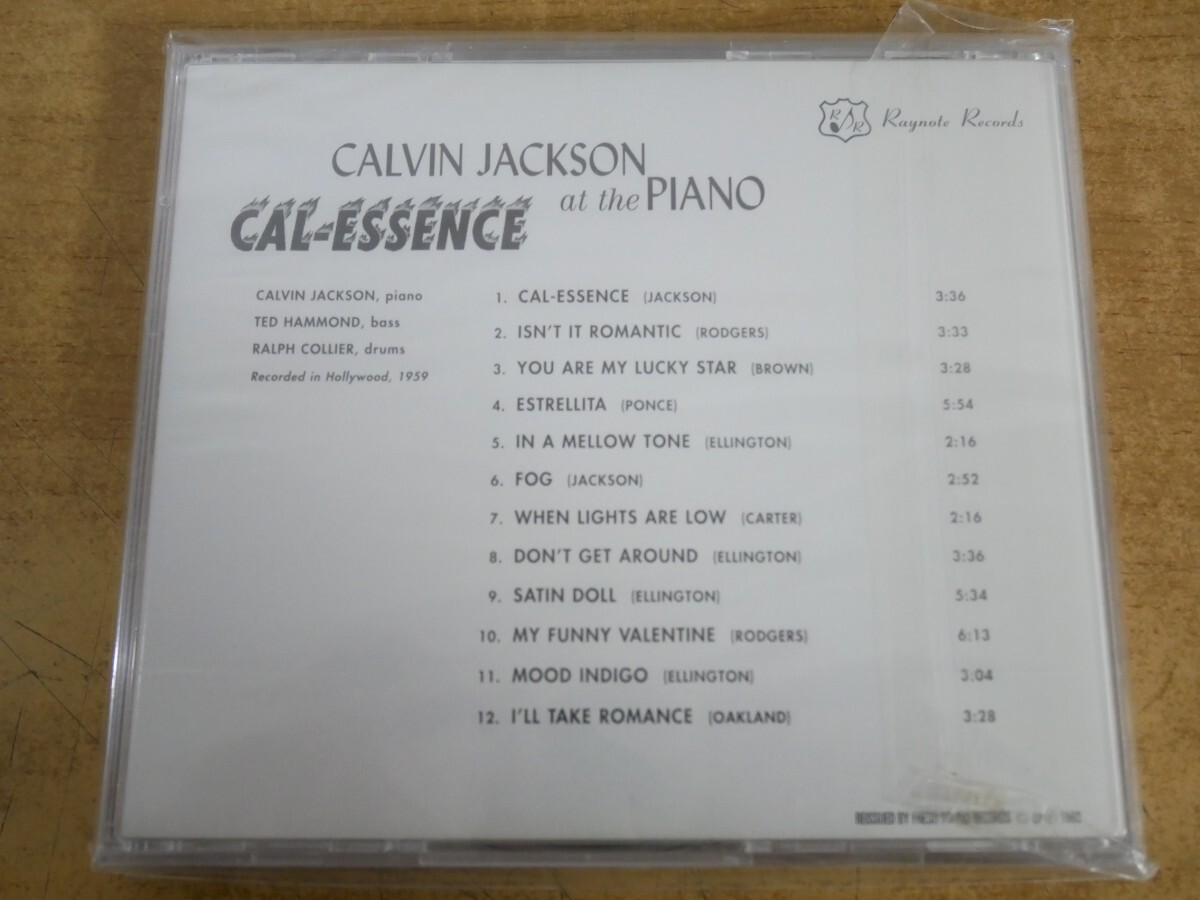 R R Raynote Records
CALVIN JACKSON
at the PIANO
CAL-ESSENCE
CALVIN JACKSON, piano
TED HAMMOND, bass
RALPH COLLIER, drums
Recorded in Hollywood, 1959
1. CAL-ESSENCE (JACKSON) 3:36
2. ISN'T IT ROMANTIC (RODGERS) 3:33
3. YOU ARE MY LUCKY STAR (BROWN) 3:28
4. ESTRELLITA (PONCE) 5:54
5. IN A MELLOW TONE (ELLINGTON) 2:16
6. FOG (JACKSON) 2:52
7. WHEN LIGHTS ARE LOW (CARTER) 2:16
8. DON'T GET AROUND (ELLINGTON) 3:36
9. SATIN DOLL (ELLINGTON) 5:34
10. MY FUNNY VALENTINE (RODGERS) 6:13
11. MOOD INDIGO (ELLINGTON) 3:04
12. I'LL TAKE ROMANCE (OAKLAND) 3:28
REISSUED BY FRESH SOUND RECORDS